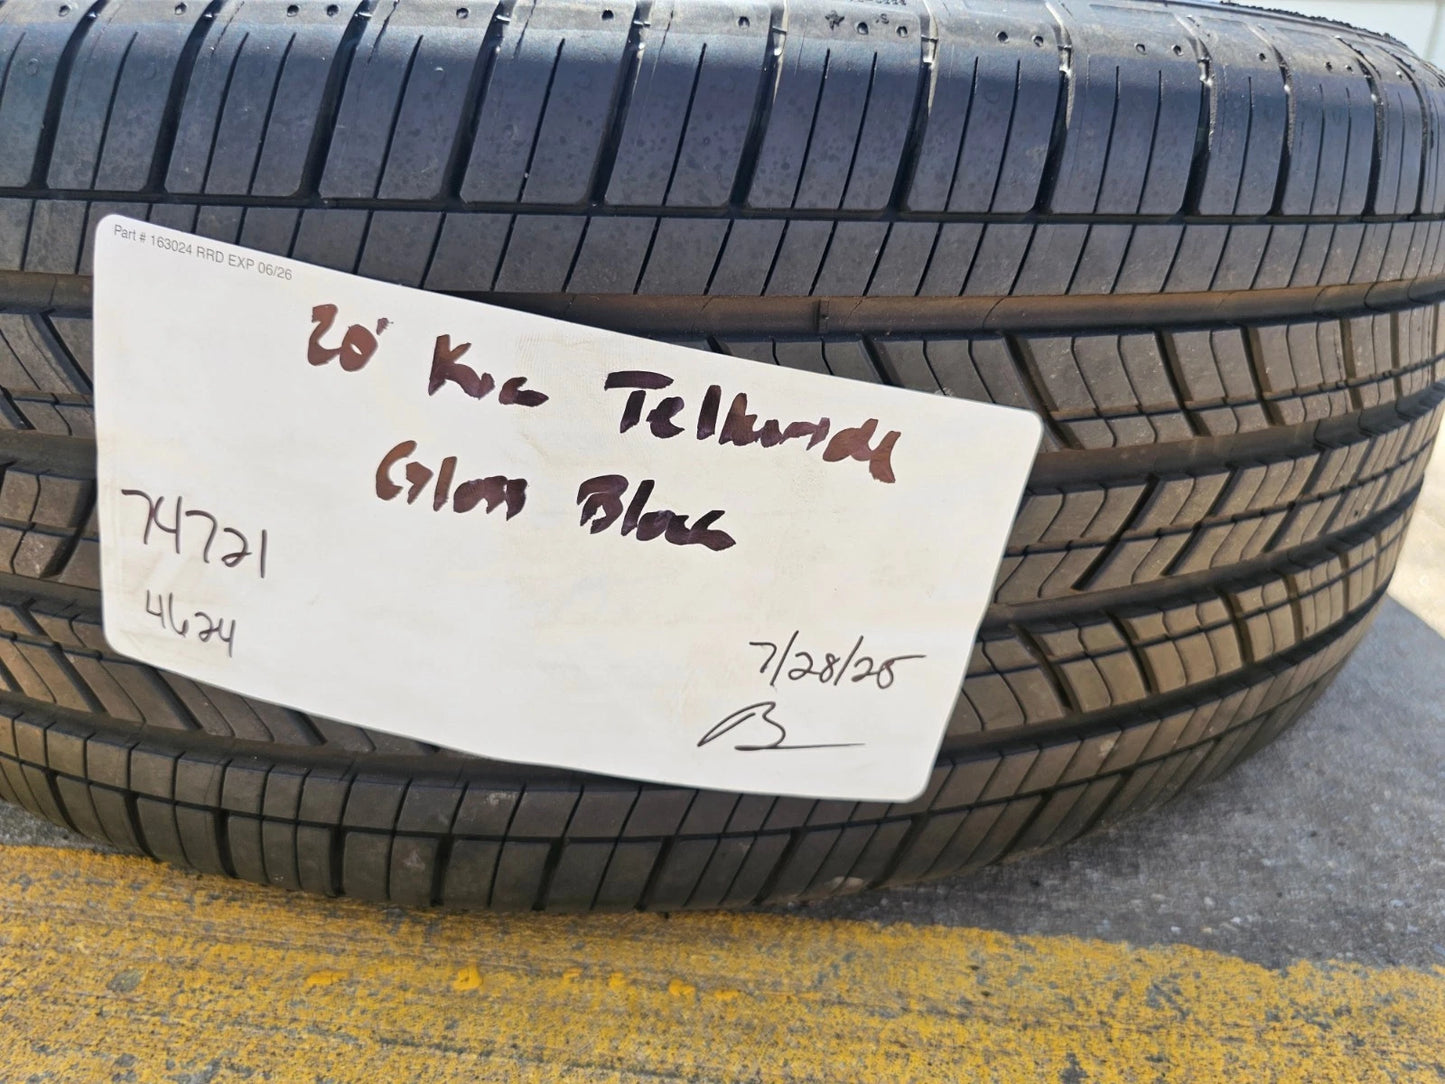 Part # 163024 RRD EXP 06/26
20" Kia Telluride
Gloss Black
74721
4624
7/28/25
B